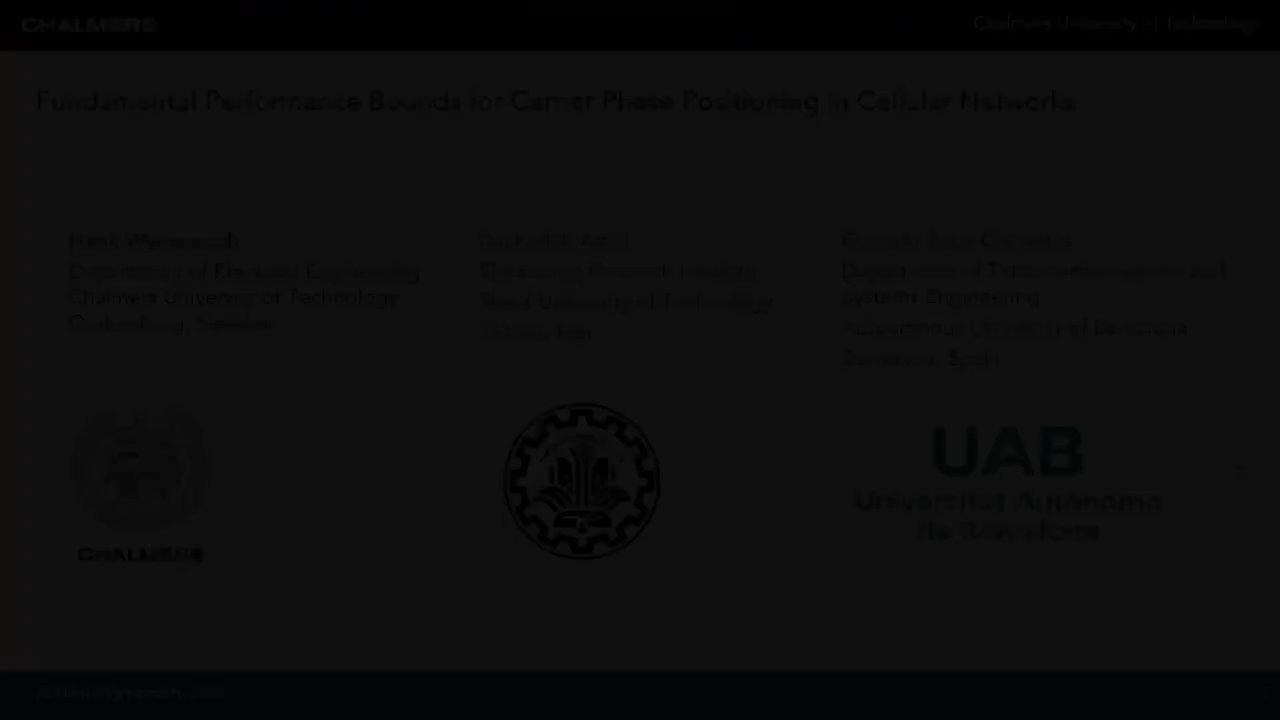 CHALMERS
Chalmers University of Technology
Fundamental Performance Bounds for Carrier Phase Positioning in Cellular Networks
Henk Wymeersch
Department of Electrical Engineering
Chalmers University of Technology
Gothenburg, Sweden
Electronics Research Institute
Sharif University of Technology
Tehran, Iran
Department of Telecommunications and
Systems Engineering
Autonomous University of Barcelona
Barcelona, Spain
CHALMERS
UAB
Universitat Autònoma
de Barcelona